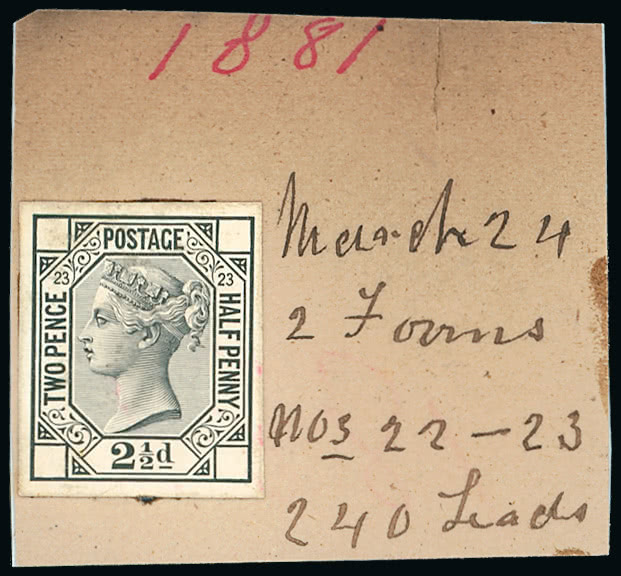 1881
POSTAGE
23 23
TWO PENCE
HALF PENNY
2½d
March 24
2 Forms
Nos 22 — 23
240 Leads